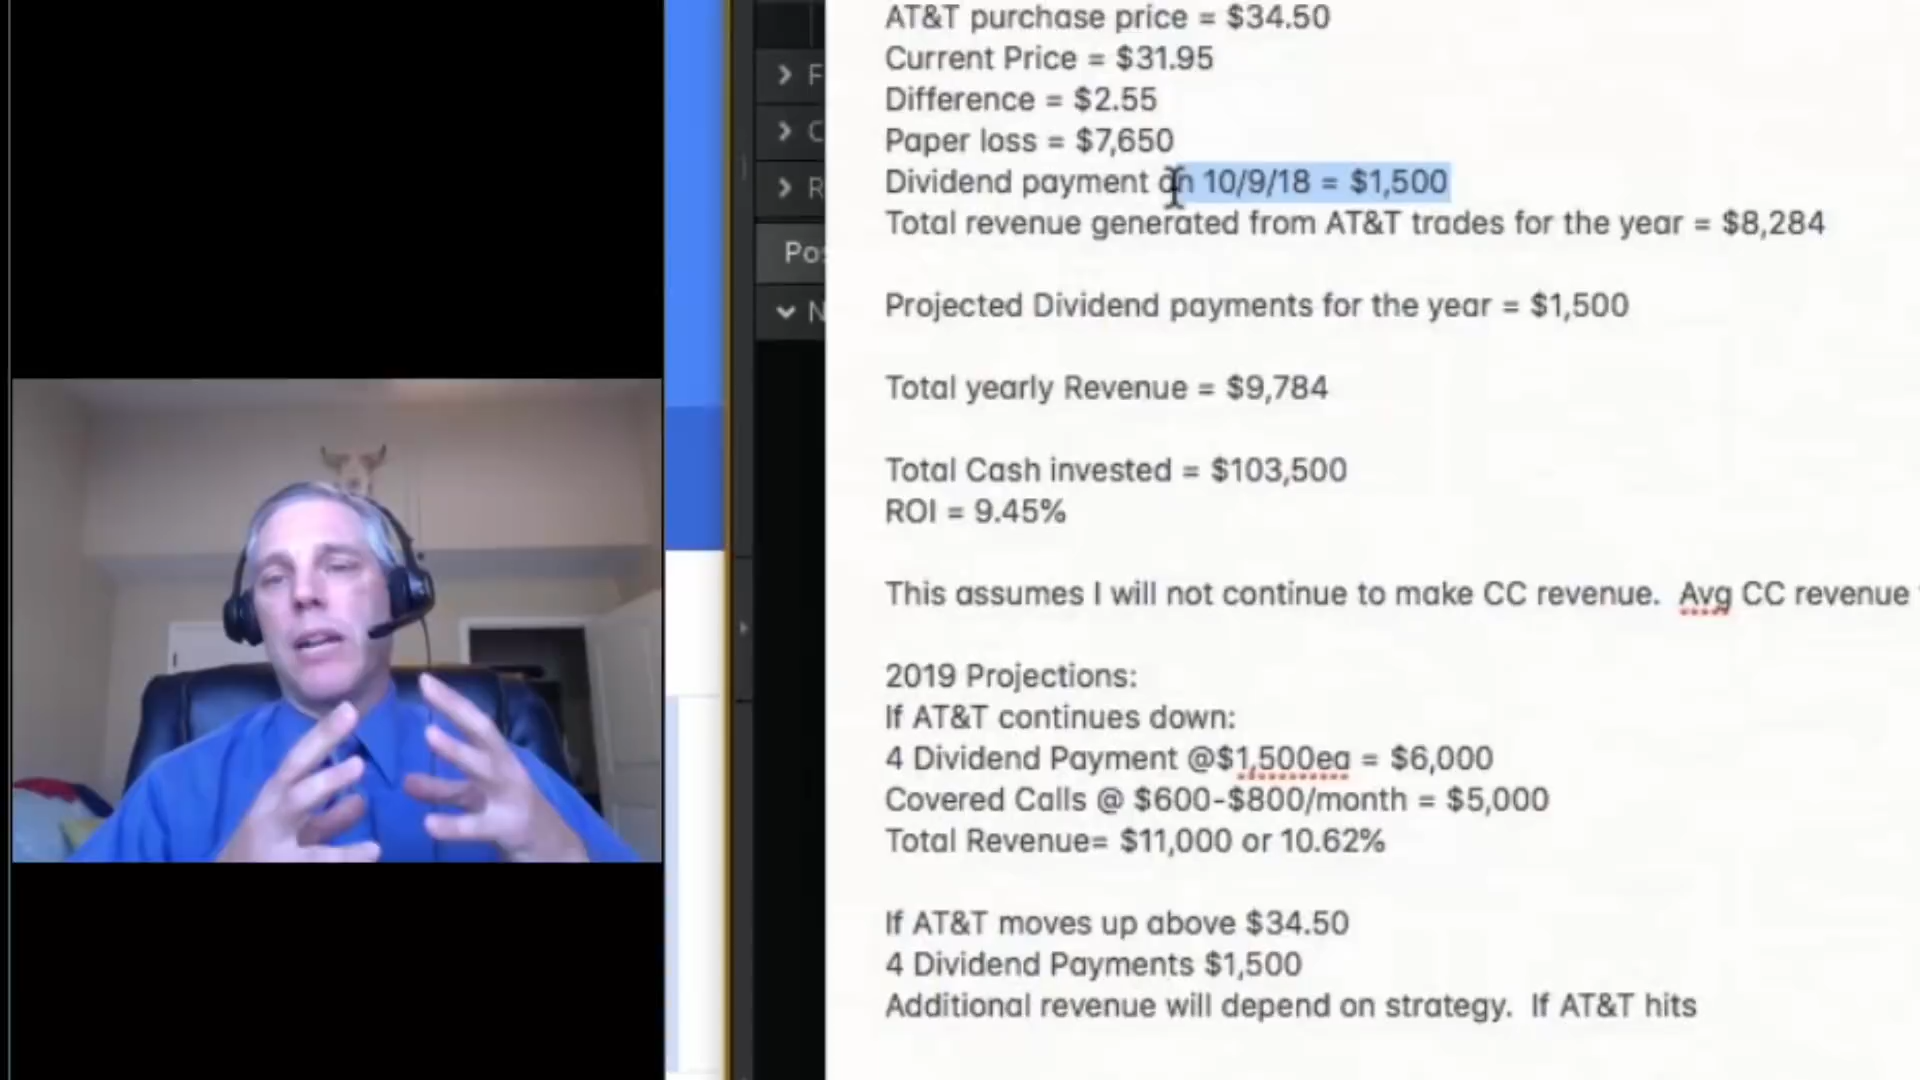 AT&T purchase price = $34.50
Current Price = $31.95
Difference = $2.55
Paper loss = $7,650
Dividend payment on 10/9/18 = $1,500
Total revenue generated from AT&T trades for the year = $8,284
Pos
Projected Dividend payments for the year = $1,500
Total yearly Revenue = $9,784
Total Cash invested = $103,500
ROI = 9.45%
This assumes I will not continue to make CC revenue. Avg CC revenue
2019 Projections:
If AT&T continues down:
4 Dividend Payment @$1,500ea = $6,000
Covered Calls @ $600-$800/month = $5,000
Total Revenue= $11,000 or 10.62%
If AT&T moves up above $34.50
4 Dividend Payments $1,500
Additional revenue will depend on strategy. If AT&T hits